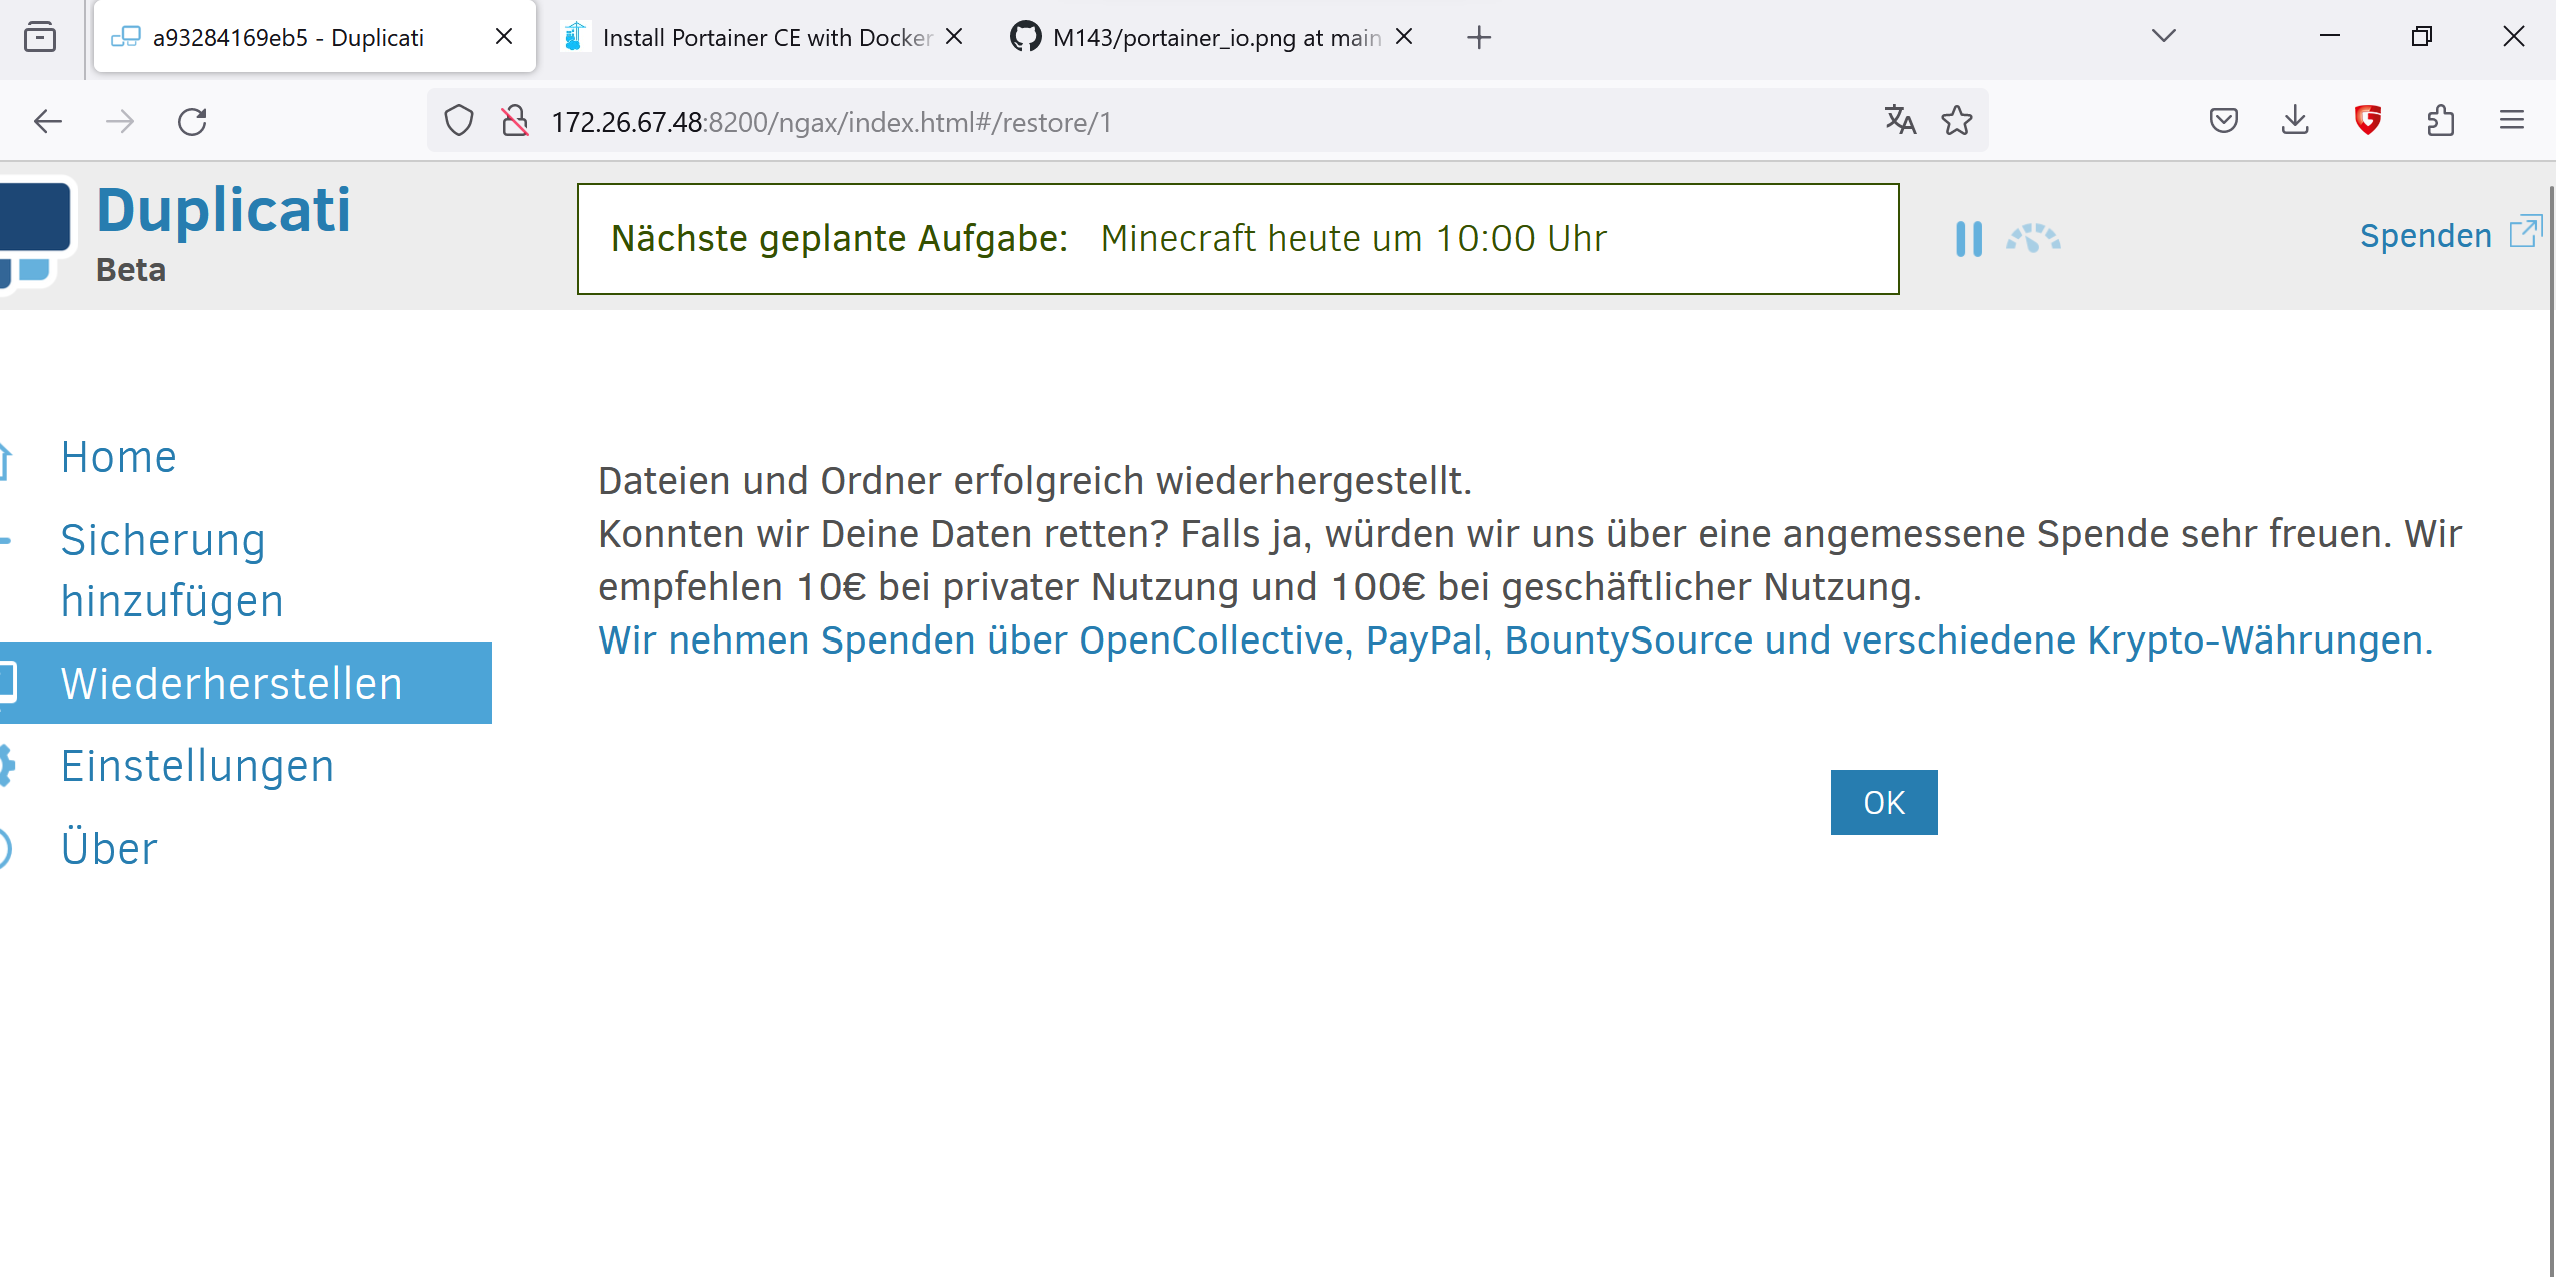 a93284169eb5 - Duplicati
Install Portainer CE with Docker
M143/portainer_io.png at main
172.26.67.48:8200/ngax/index.html#/restore/1
Duplicati
Beta
Nächste geplante Aufgabe: Minecraft heute um 10:00 Uhr
Spenden
Home
Sicherung
hinzufügen
Wiederherstellen
Einstellungen
Über
Dateien und Ordner erfolgreich wiederhergestellt.
Konnten wir Deine Daten retten? Falls ja, würden wir uns über eine angemessene Spende sehr freuen. Wir
empfehlen 10€ bei privater Nutzung und 100€ bei geschäftlicher Nutzung.
Wir nehmen Spenden über OpenCollective, PayPal, BountySource und verschiedene Krypto-Währungen.
OK